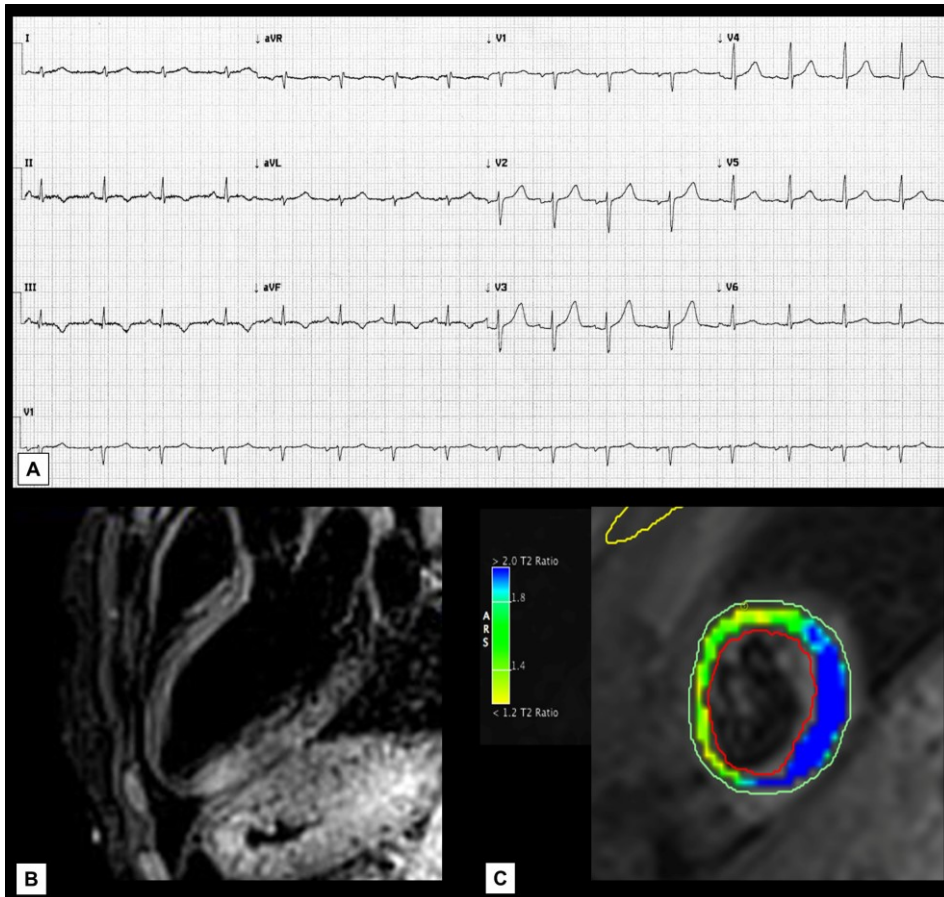 I ↓ aVR ↓ V1 ↓ V4
II ↓ aVL ↓ V2 ↓ V5
III ↓ aVF ↓ V3 ↓ V6
V1
A
B
> 2.0 T2 Ratio
1.8
A
R
S
1.4
< 1.2 T2 Ratio
C